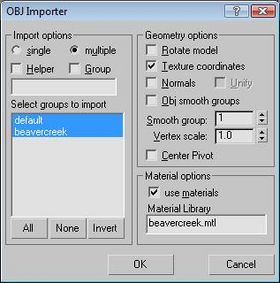 OBJ Importer
Import options
single multiple
Helper Group
Select groups to import
default
beavercreek
All None Invert
Geometry options
Rotate model
Texture coordinates
Normals Unify
Obj smooth groups
Smooth group: 1
Vertex scale: 1.0
Center Pivot
Material options
use materials
Material Library
beavercreek.mtl
OK Cancel